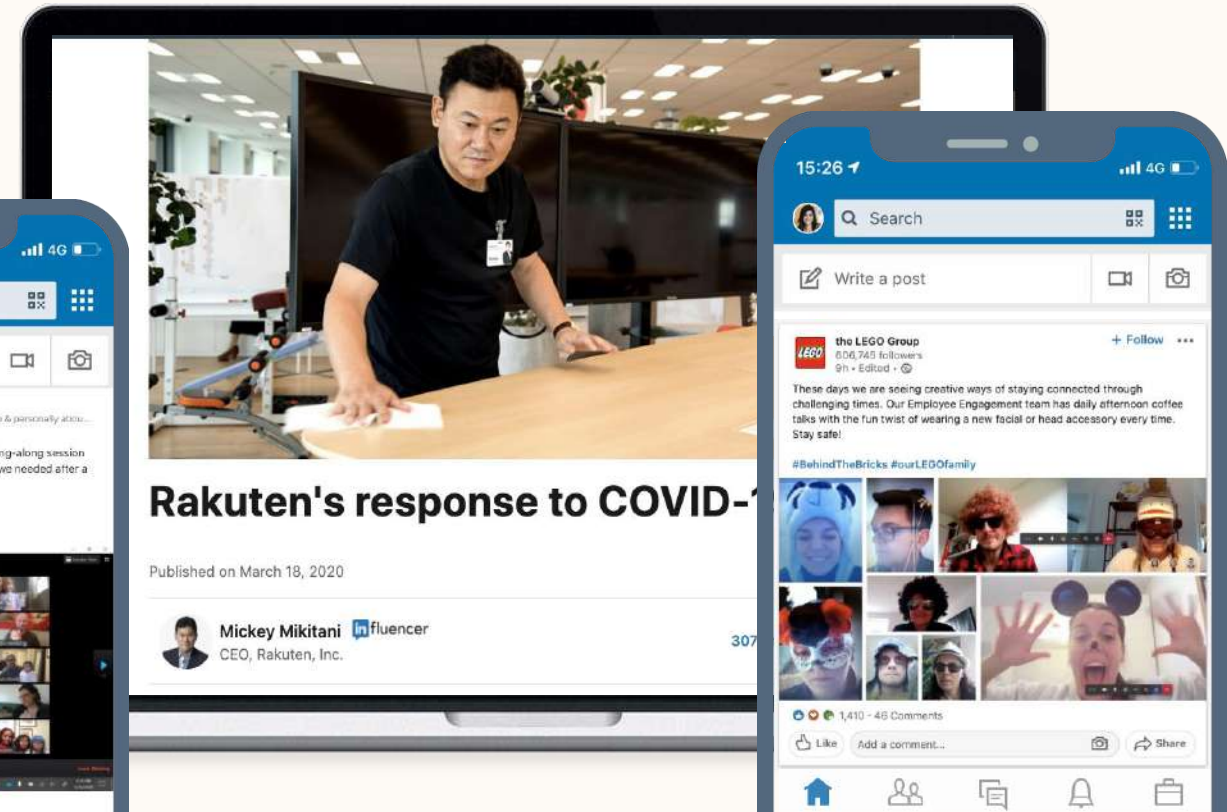 4G
ng-along session
we needed after a
Rakuten's response to COVID-1
Published on March 18, 2020
Mickey Mikitani influencer
CEO, Rakuten, Inc.
307
15:26 4G
Search
Write a post
LEGO
the LEGO Group
606,745 followers
9h • Edited •
+ Follow
These days we are seeing creative ways of staying connected through
challenging times. Our Employee Engagement team has daily afternoon coffee
talks with the fun twist of wearing a new facial or head accessory every time.
Stay safe!
#BehindTheBricks #ourLEGOfamily
1,410 - 46 Comments
Like Add a comment... Share